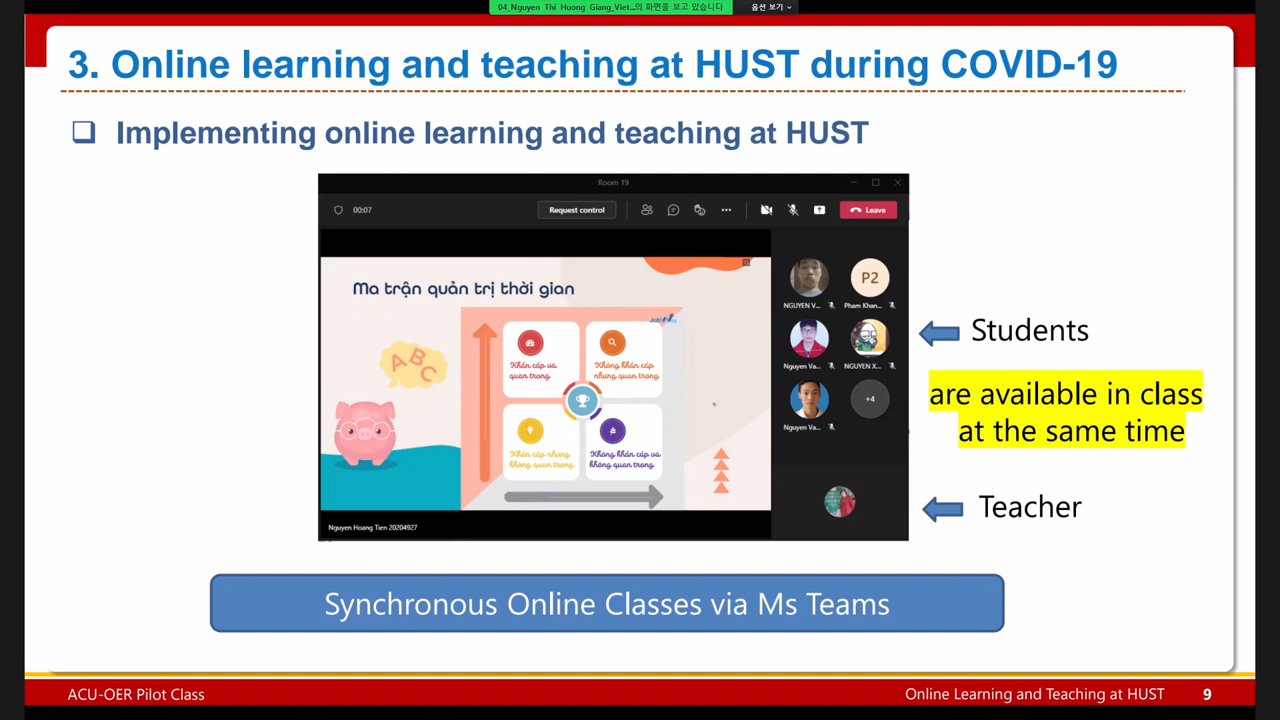 04_Nguyen Thi Huong Giang_Viet...의 화면을 보고 있습니다
옵션 보기
3. Online learning and teaching at HUST during COVID-19
Implementing online learning and teaching at HUST
Room 19
00:07
Request control
Leave
Ma trận quản trị thời gian
Khẩn cấp và
quan trọng
Không khẩn cấp
nhưng quan trọng
Khẩn cấp nhưng
không quan trọng
Không khẩn cấp và
không quan trọng
A B C
NGUYEN V...
P2
Pham Khan...
Nguyen Va...
NGUYEN X...
Nguyen Va...
+4
Nguyen Hoang Tien 20204927
Students
are available in class
at the same time
Teacher
Synchronous Online Classes via Ms Teams
ACU-OER Pilot Class
Online Learning and Teaching at HUST
9